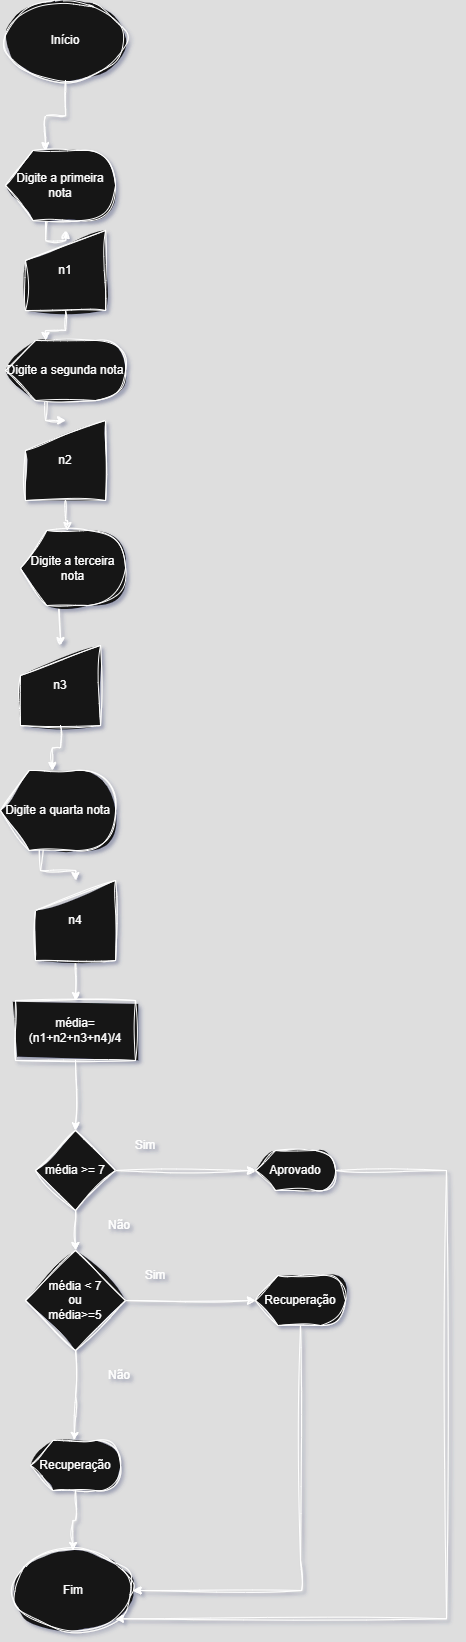 Início
Digite a primeira
nota
n1
Digite a segunda nota
n2
Digite a terceira
nota
n3
Digite a quarta nota
n4
média=
(n1+n2+n3+n4)/4
Sim
média >= 7
Aprovado
Não
Sim
média < 7
ou
média>=5
Recuperação
Não
Recuperação
Fim